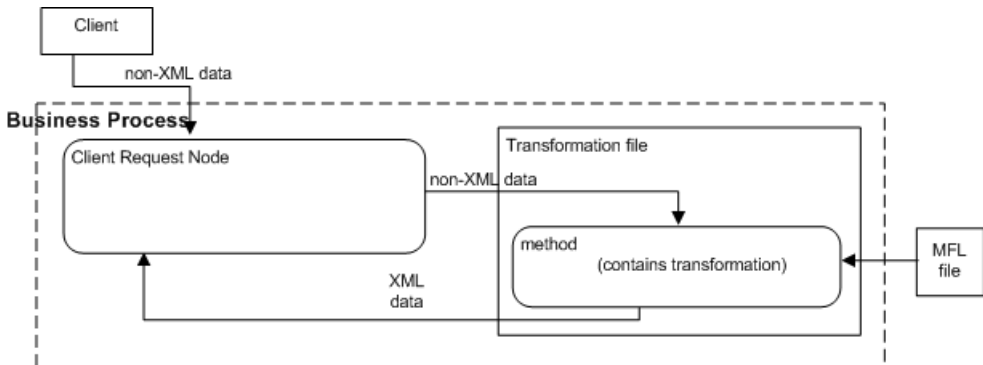 Client
non-XML data
Business Process
Client Request Node
Transformation file
non-XML data
method
(contains transformation)
MFL
file
XML
data